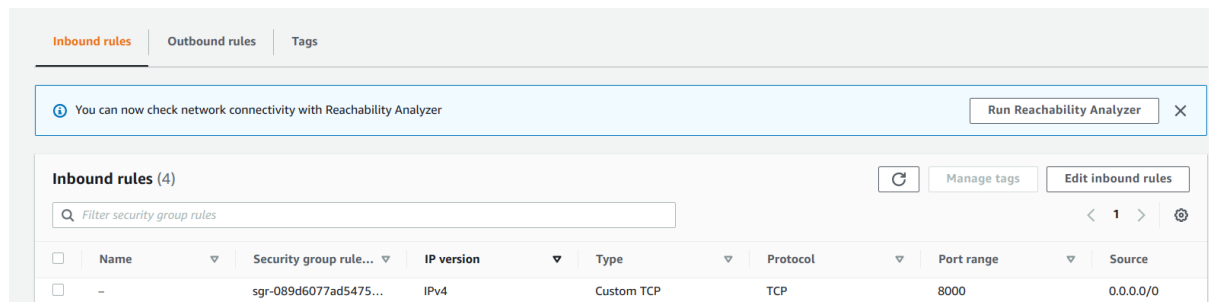 Inbound rules Outbound rules Tags
You can now check network connectivity with Reachability Analyzer Run Reachability Analyzer
Inbound rules (4) Manage tags Edit inbound rules
Filter security group rules 1
Name Security group rule... IP version Type Protocol Port range Source
– sgr-089d6077ad5475... IPv4 Custom TCP TCP 8000 0.0.0.0/0